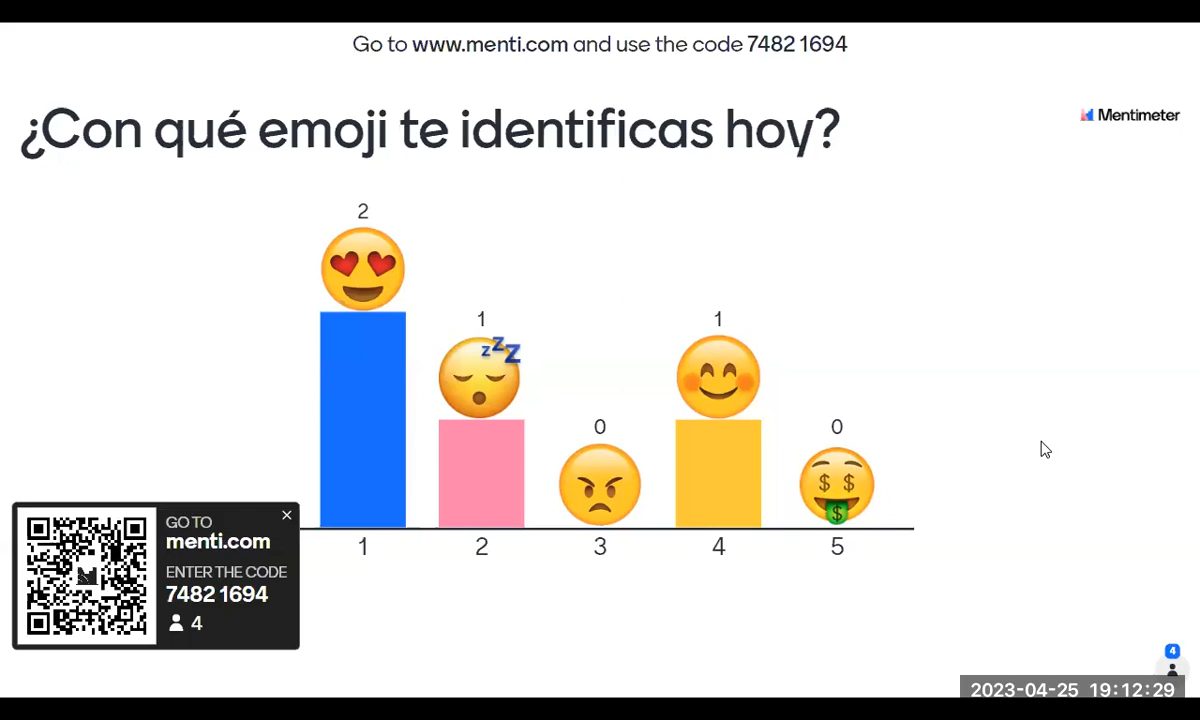 Go to www.menti.com and use the code 7482 1694
¿Con qué emoji te identificas hoy?
Mentimeter
2
1
0
1
0
1
2
3
4
5
GO TO
menti.com
ENTER THE CODE
7482 1694
4
4
2023-04-25 19:12:29